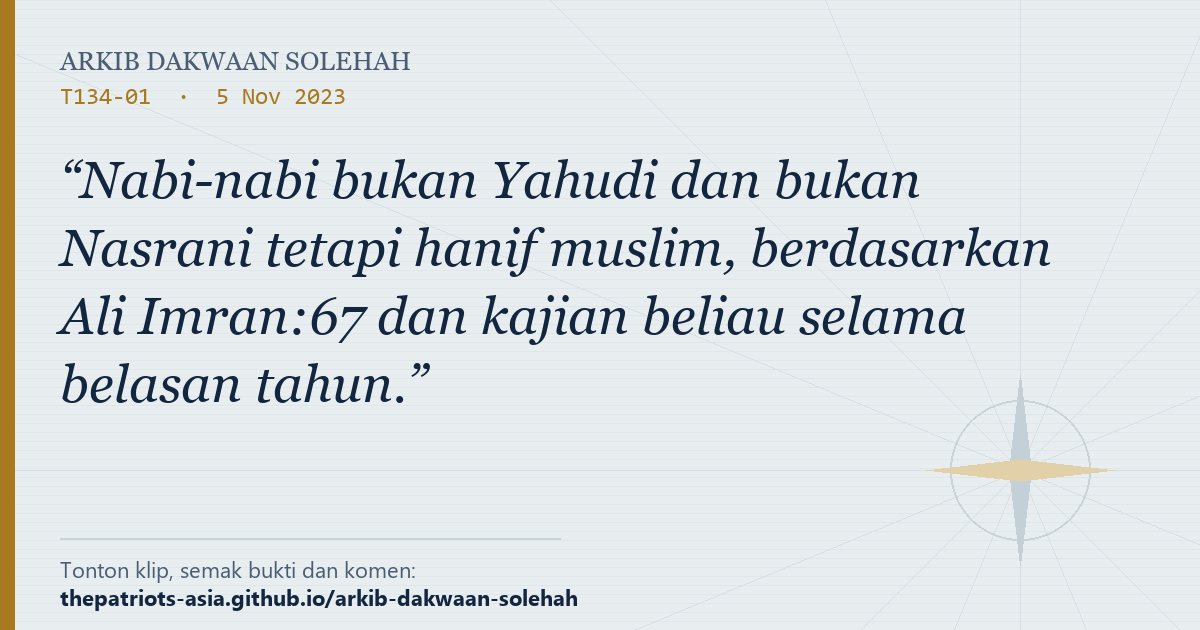 ARKIB DAKWAAN SOLEHAH
T134-01 · 5 Nov 2023
“Nabi-nabi bukan Yahudi dan bukan
Nasrani tetapi hanif muslim, berdasarkan
Ali Imran:67 dan kajian beliau selama
belasan tahun.”
Tonton klip, semak bukti dan komen:
thepatriots-asia.github.io/arkib-dakwaan-solehah